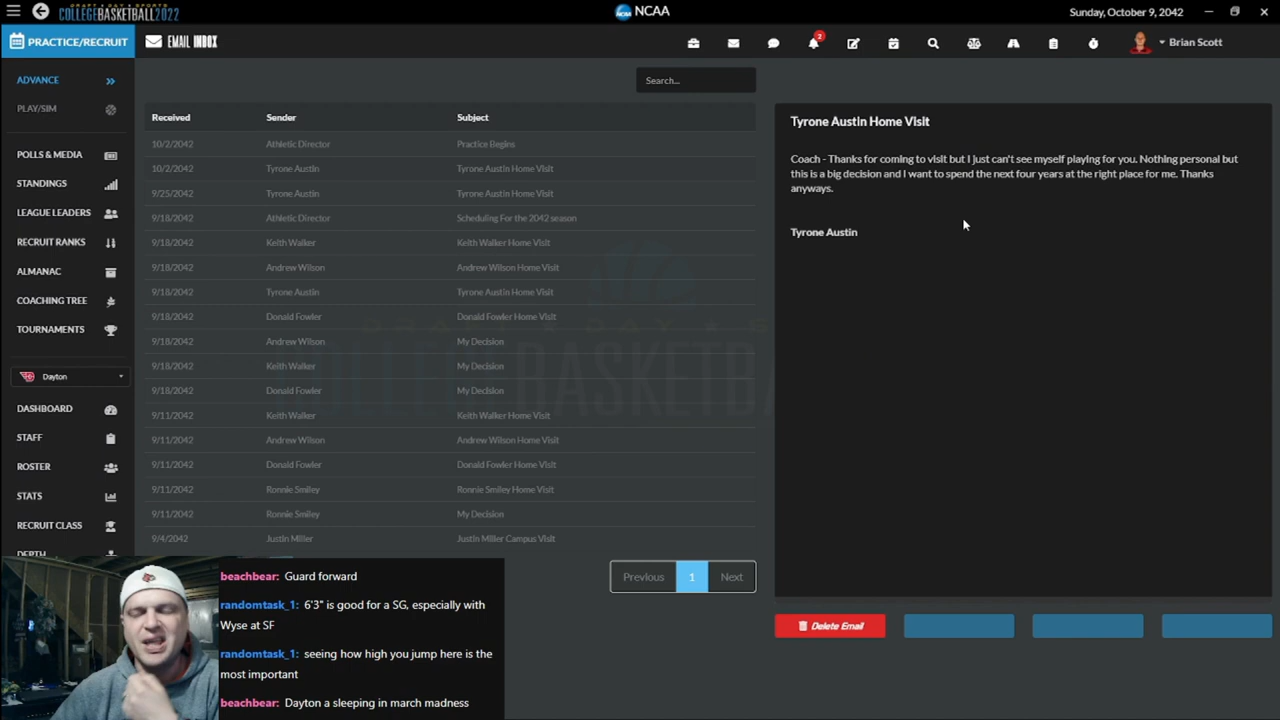 DRAFT • DAY • SPORTS
COLLEGE BASKETBALL 2022
NCAA
Sunday, October 9, 2042
PRACTICE/RECRUIT
EMAIL INBOX
2
Brian Scott
ADVANCE
PLAY/SIM
POLLS & MEDIA
STANDINGS
LEAGUE LEADERS
RECRUIT RANKS
ALMANAC
COACHING TREE
TOURNAMENTS
Dayton
DASHBOARD
STAFF
ROSTER
STATS
RECRUIT CLASS
DEPTH
Search...
Received Sender Subject
10/2/2042 Athletic Director Practice Begins
10/2/2042 Tyrone Austin Tyrone Austin Home Visit
9/25/2042 Tyrone Austin Tyrone Austin Home Visit
9/18/2042 Athletic Director Scheduling For the 2042 season
9/18/2042 Keith Walker Keith Walker Home Visit
9/18/2042 Andrew Wilson Andrew Wilson Home Visit
9/18/2042 Tyrone Austin Tyrone Austin Home Visit
9/18/2042 Donald Fowler Donald Fowler Home Visit
9/18/2042 Andrew Wilson My Decision
9/18/2042 Keith Walker My Decision
9/18/2042 Donald Fowler My Decision
9/11/2042 Keith Walker Keith Walker Home Visit
9/11/2042 Andrew Wilson Andrew Wilson Home Visit
9/11/2042 Donald Fowler Donald Fowler Home Visit
9/11/2042 Ronnie Smiley Ronnie Smiley Home Visit
9/11/2042 Ronnie Smiley My Decision
9/4/2042 Justin Miller Justin Miller Campus Visit
Previous 1 Next
Tyrone Austin Home Visit
Coach - Thanks for coming to visit but I just can't see myself playing for you. Nothing personal but
this is a big decision and I want to spend the next four years at the right place for me. Thanks
anyways.
Tyrone Austin
Delete Email
beachbear: Guard forward
randomtask_1: 6'3" is good for a SG, especially with
Wyse at SF
randomtask_1: seeing how high you jump here is the
most important
beachbear: Dayton a sleeping in march madness